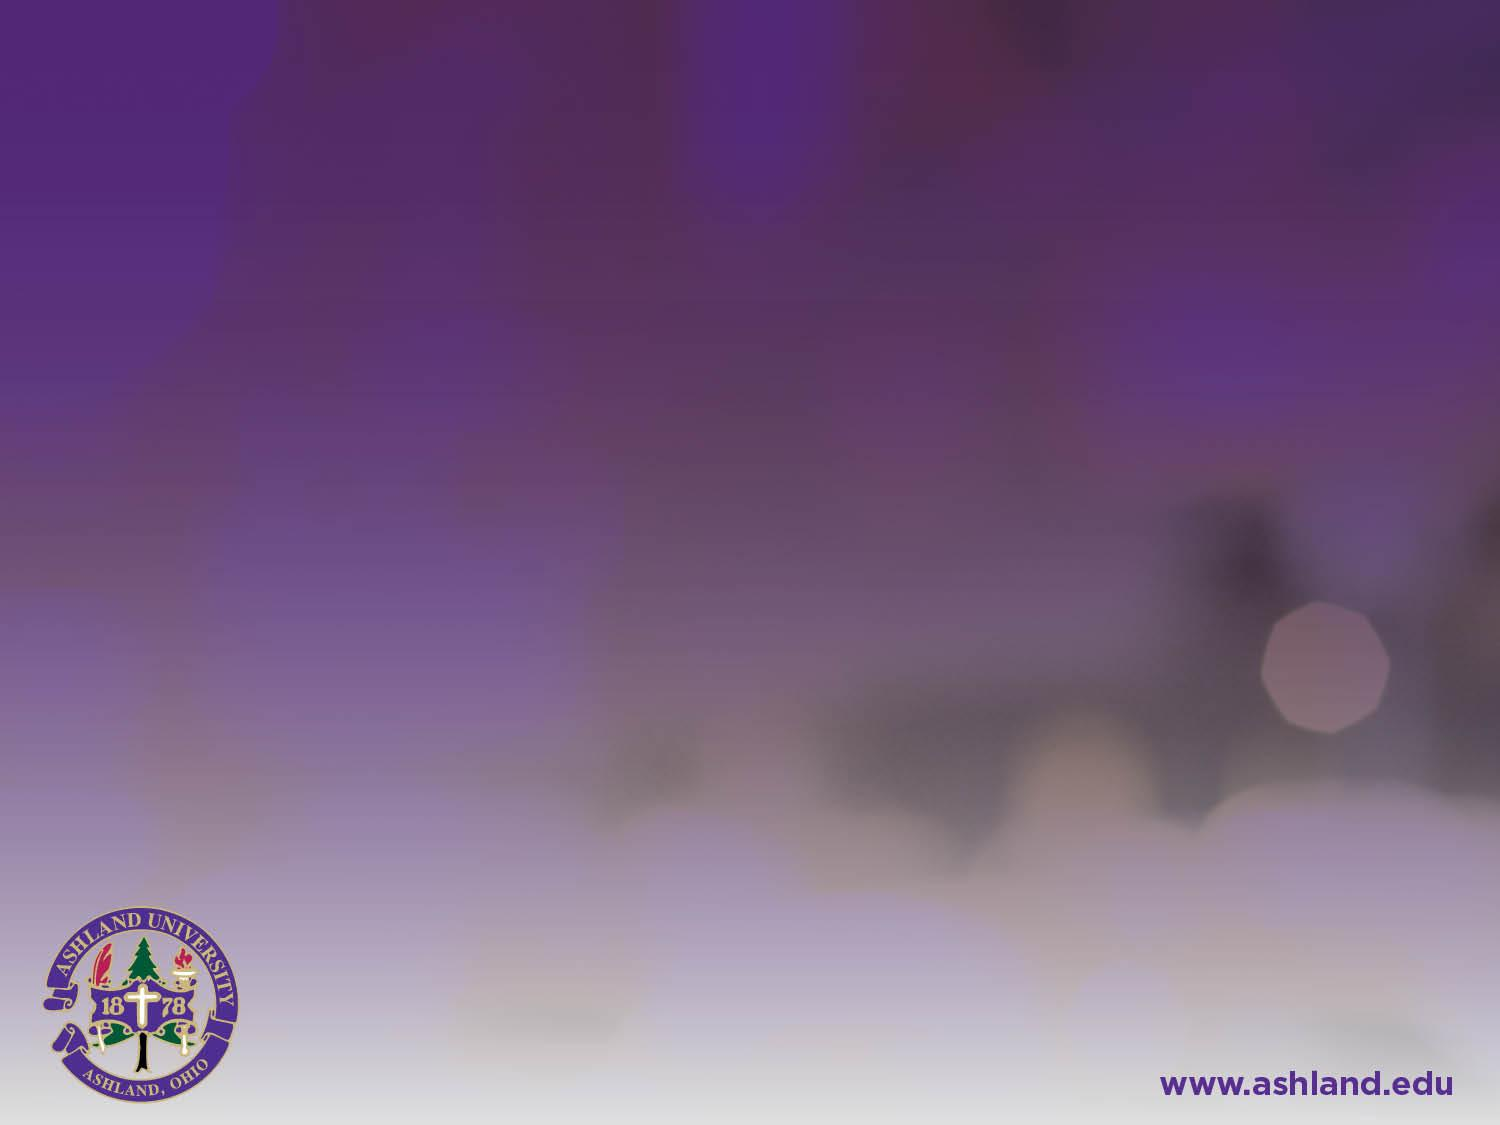 ASHLAND UNIVERSITY
18 78
ASHLAND, OHIO
www.ashland.edu